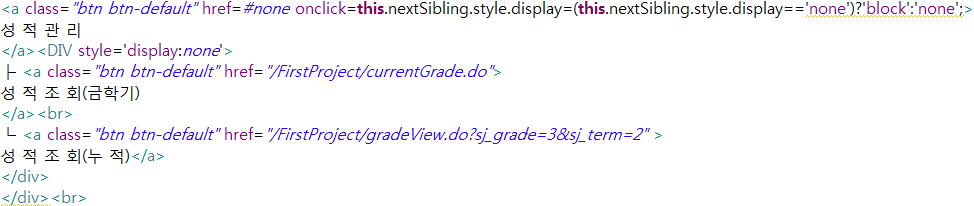 <a class="btn btn-default" href=#none onclick=this.nextSibling.style.display=(this.nextSibling.style.display=='none')?'block':'none';>
성 적 관 리
</a><DIV style='display:none'>
├ <a class="btn btn-default" href="/FirstProject/currentGrade.do">
성 적 조 회(금학기)
</a><br>
└ <a class="btn btn-default" href="/FirstProject/gradeView.do?sj_grade=3&sj_term=2" >
성 적 조 회(누 적)</a>
</div>
</div><br>